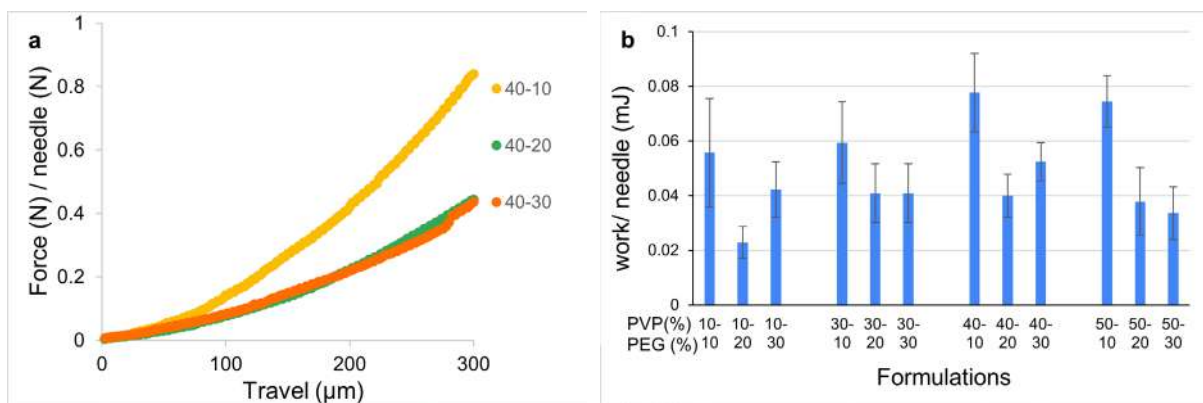 a
1
0.8
0.6
0.4
0.2
0
Force (N) / needle (N)
0
100
200
300
Travel (µm)
40-10
40-20
40-30
b
0.1
0.08
0.06
0.04
0.02
0
work/ needle (mJ)
PVP(%) 10- 10- 10- 30- 30- 30- 40- 40- 40- 50- 50- 50-
PEG (%) 10 20 30 10 20 30 10 20 30 10 20 30
Formulations